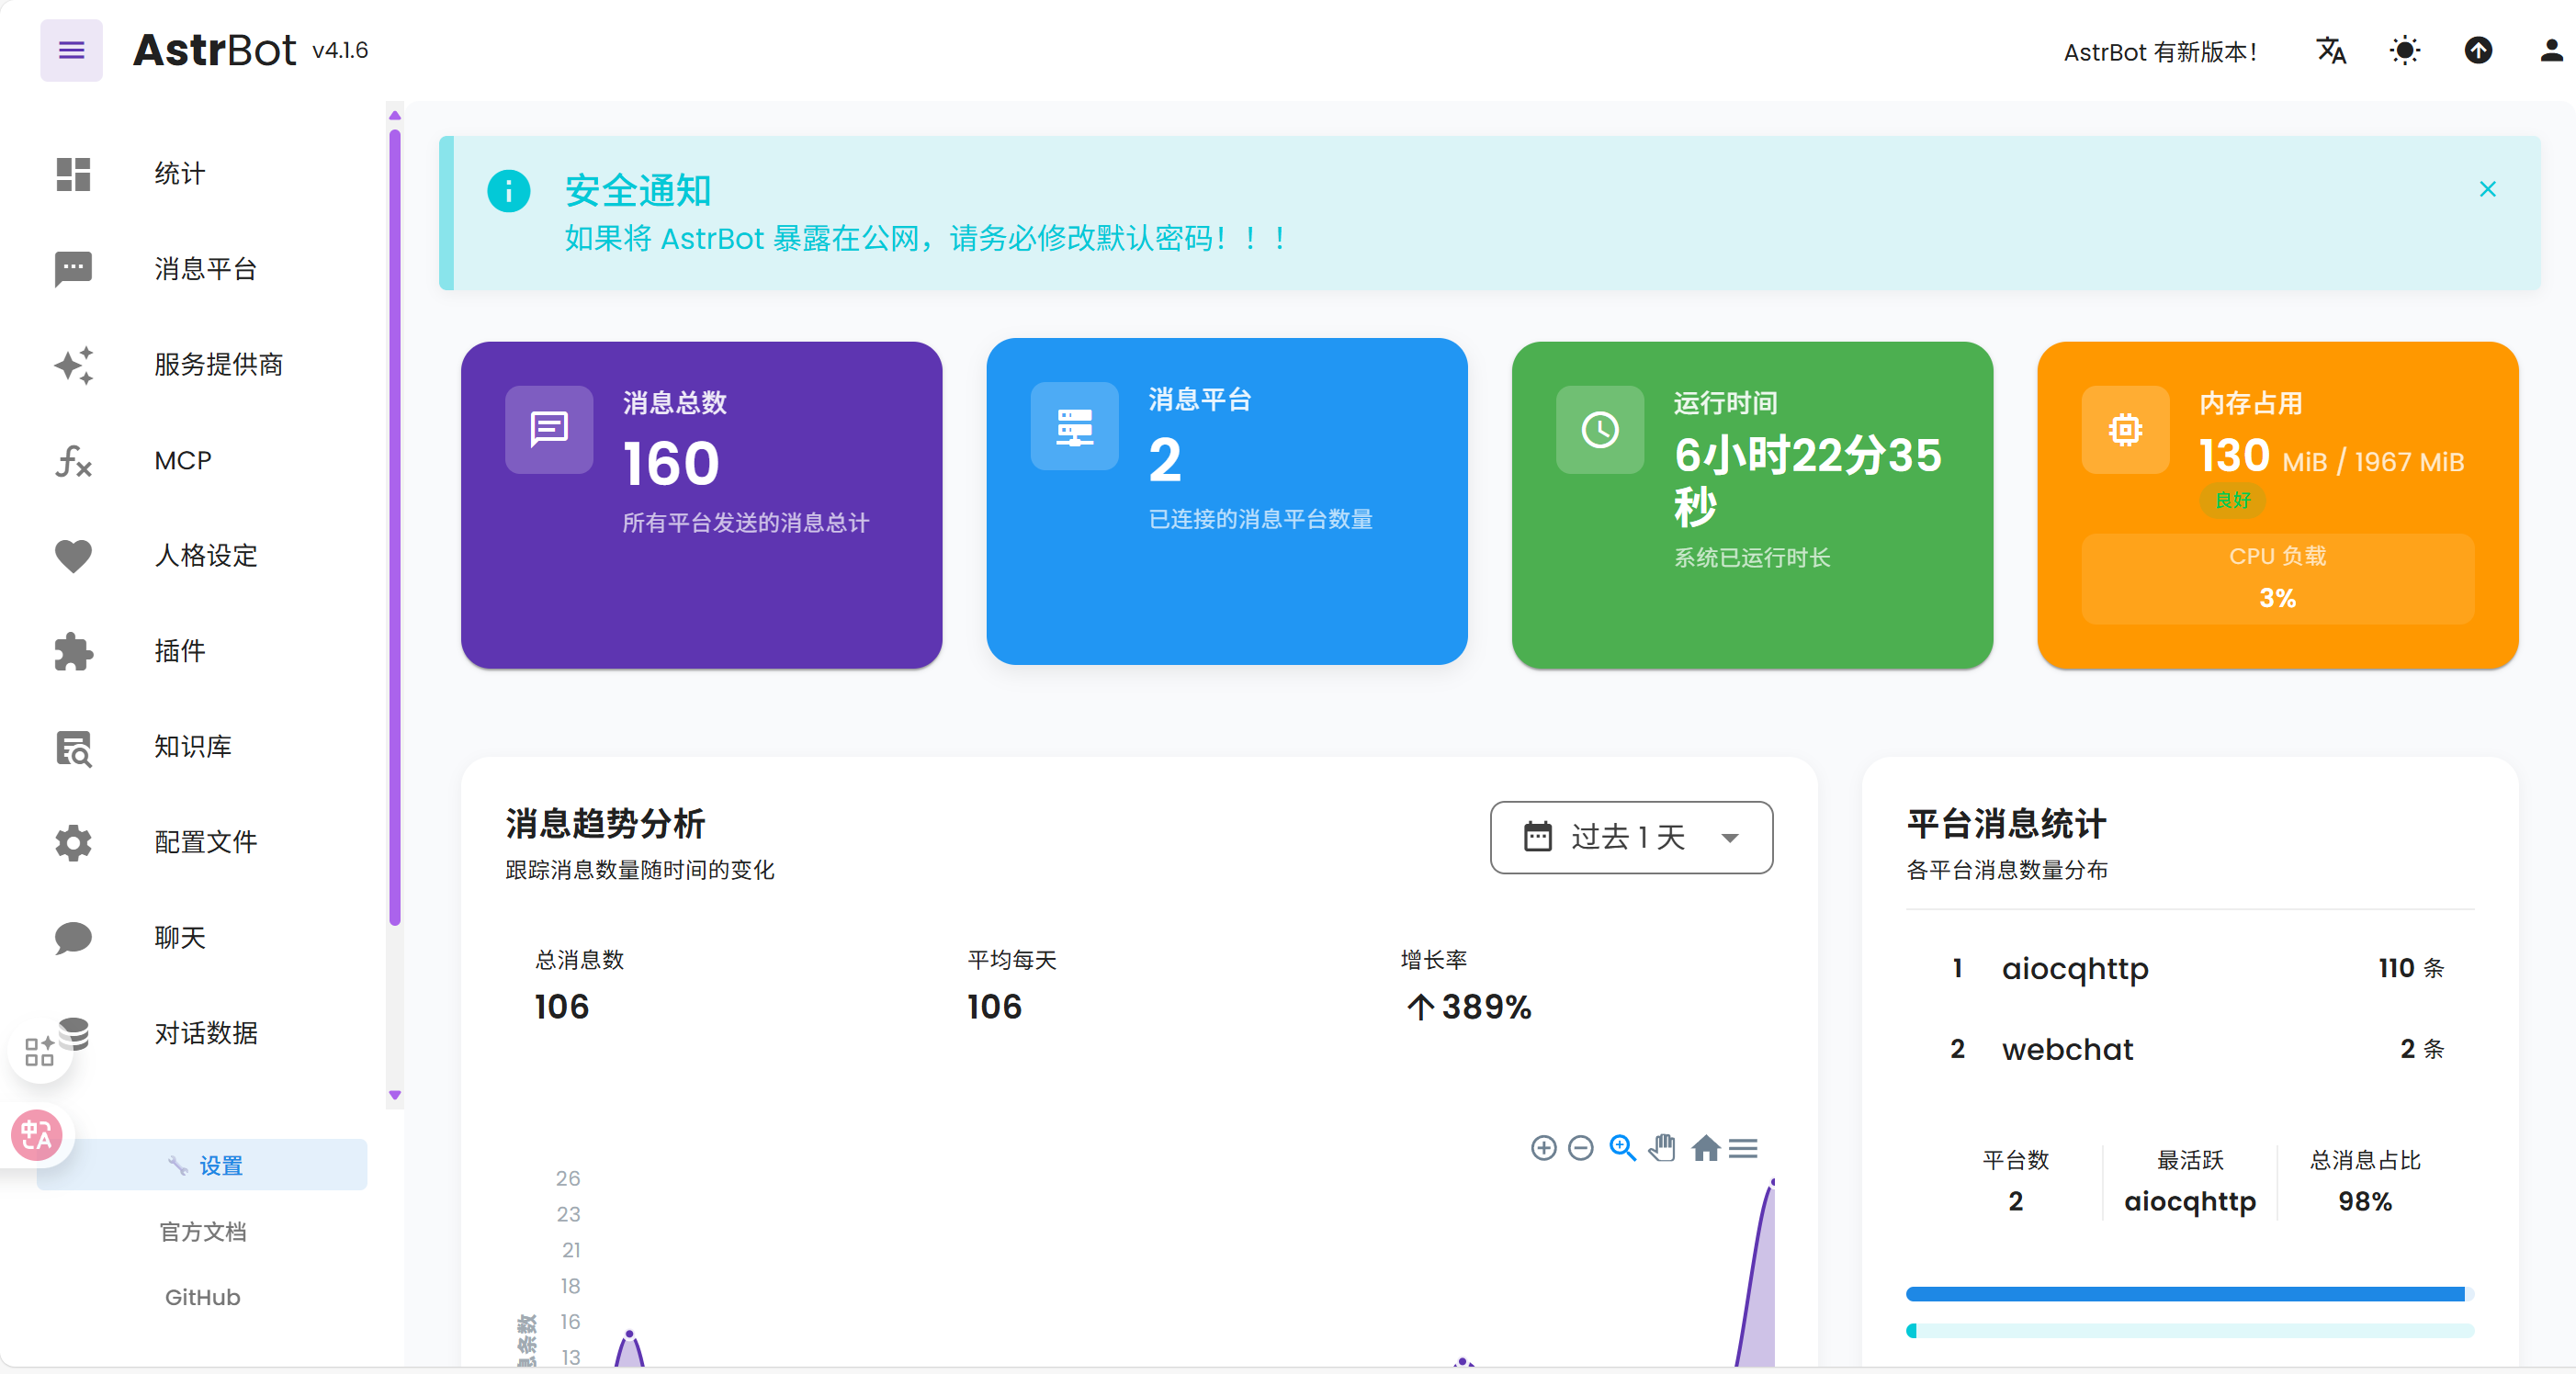 AstrBot v4.1.6
AstrBot 有新版本！
统计
消息平台
服务提供商
MCP
人格设定
插件
知识库
配置文件
聊天
对话数据
🔧 设置
官方文档
GitHub
安全通知
如果将 AstrBot 暴露在公网，请务必修改默认密码！！！
消息总数
160
所有平台发送的消息总计
消息平台
2
已连接的消息平台数量
运行时间
6小时22分35
秒
系统已运行时长
内存占用
130 MiB / 1967 MiB
良好
CPU 负载
3%
消息趋势分析
跟踪消息数量随时间的变化
过去 1 天
总消息数
106
平均每天
106
增长率
↑389%
26
23
21
18
16
13
息条数
平台消息统计
各平台消息数量分布
1 aiocqhttp 110 条
2 webchat 2 条
平台数
2
最活跃
aiocqhttp
总消息占比
98%
中A